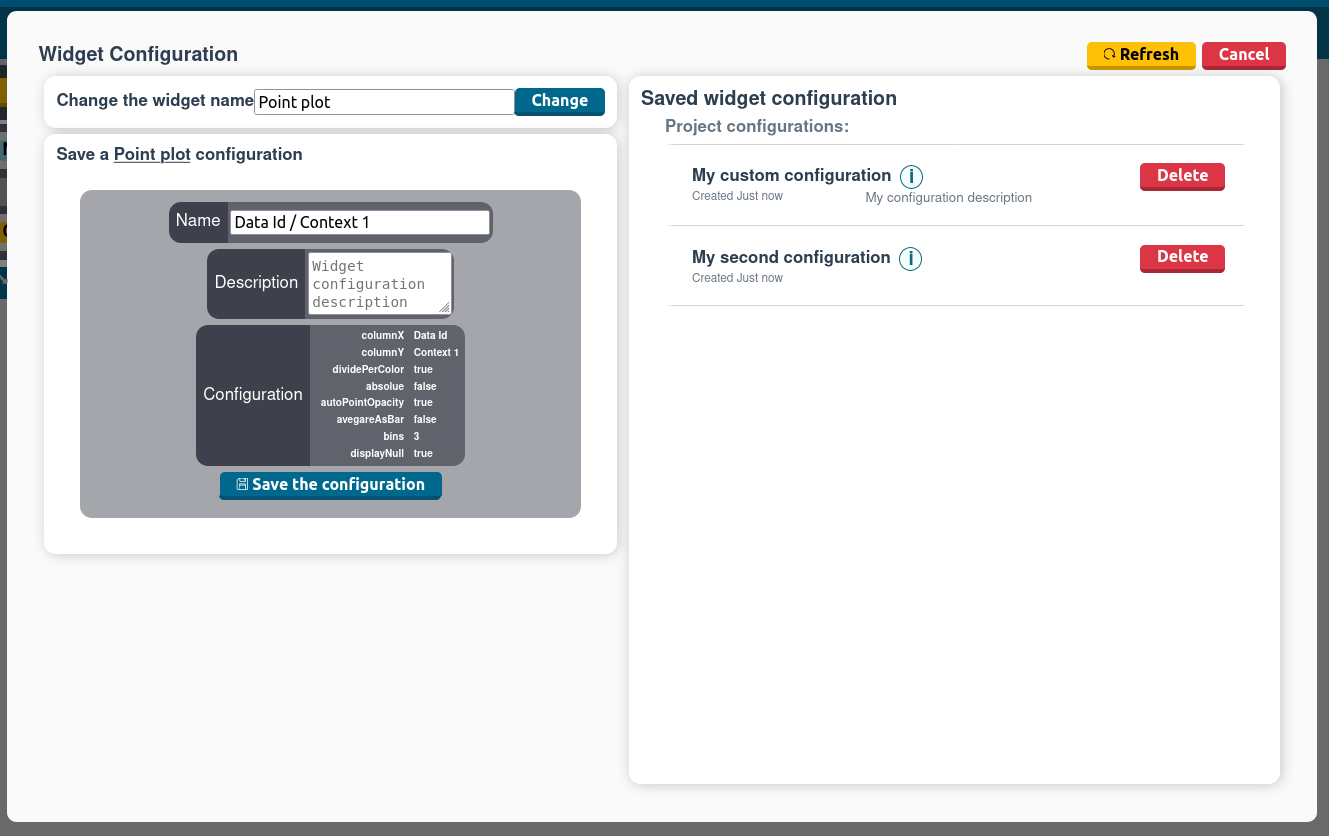 Widget Configuration
Refresh Cancel
Change the widget name Point plot Change
Save a Point plot configuration
Name Data Id / Context 1
Description Widget
configuration
description
Configuration
columnX Data Id
columnY Context 1
dividePerColor true
absolue false
autoPointOpacity true
avegareAsBar false
bins 3
displayNull true
Save the configuration
Saved widget configuration
Project configurations:
My custom configuration i Delete
Created Just now My configuration description
My second configuration i Delete
Created Just now